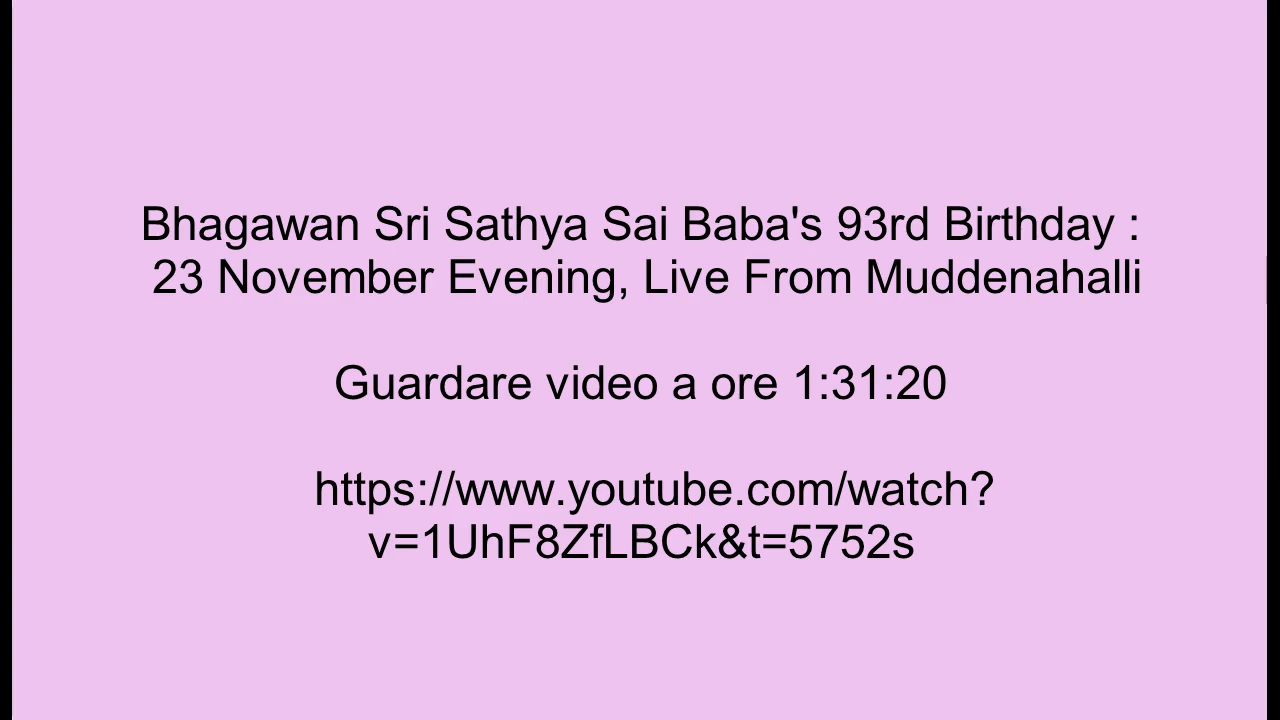 Bhagawan Sri Sathya Sai Baba's 93rd Birthday :
23 November Evening, Live From Muddenahalli
Guardare video a ore 1:31:20
https://www.youtube.com/watch?
v=1UhF8ZfLBCk&t=5752s